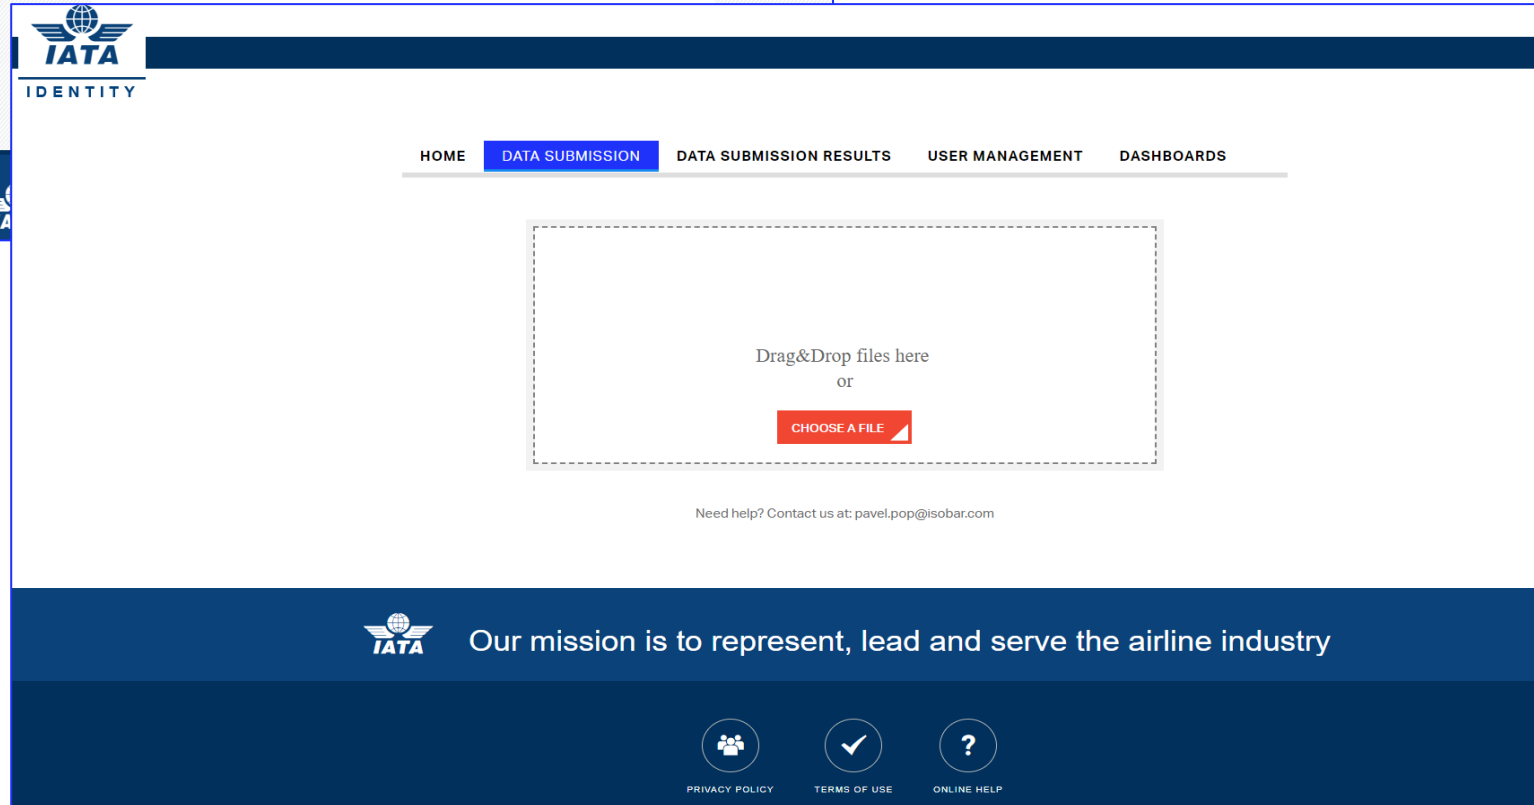 IATA
IDENTITY
HOME DATA SUBMISSION DATA SUBMISSION RESULTS USER MANAGEMENT DASHBOARDS
Drag&Drop files here
or
CHOOSE A FILE
Need help? Contact us at: pavel.pop@isobar.com
IATA Our mission is to represent, lead and serve the airline industry
?
PRIVACY POLICY TERMS OF USE ONLINE HELP